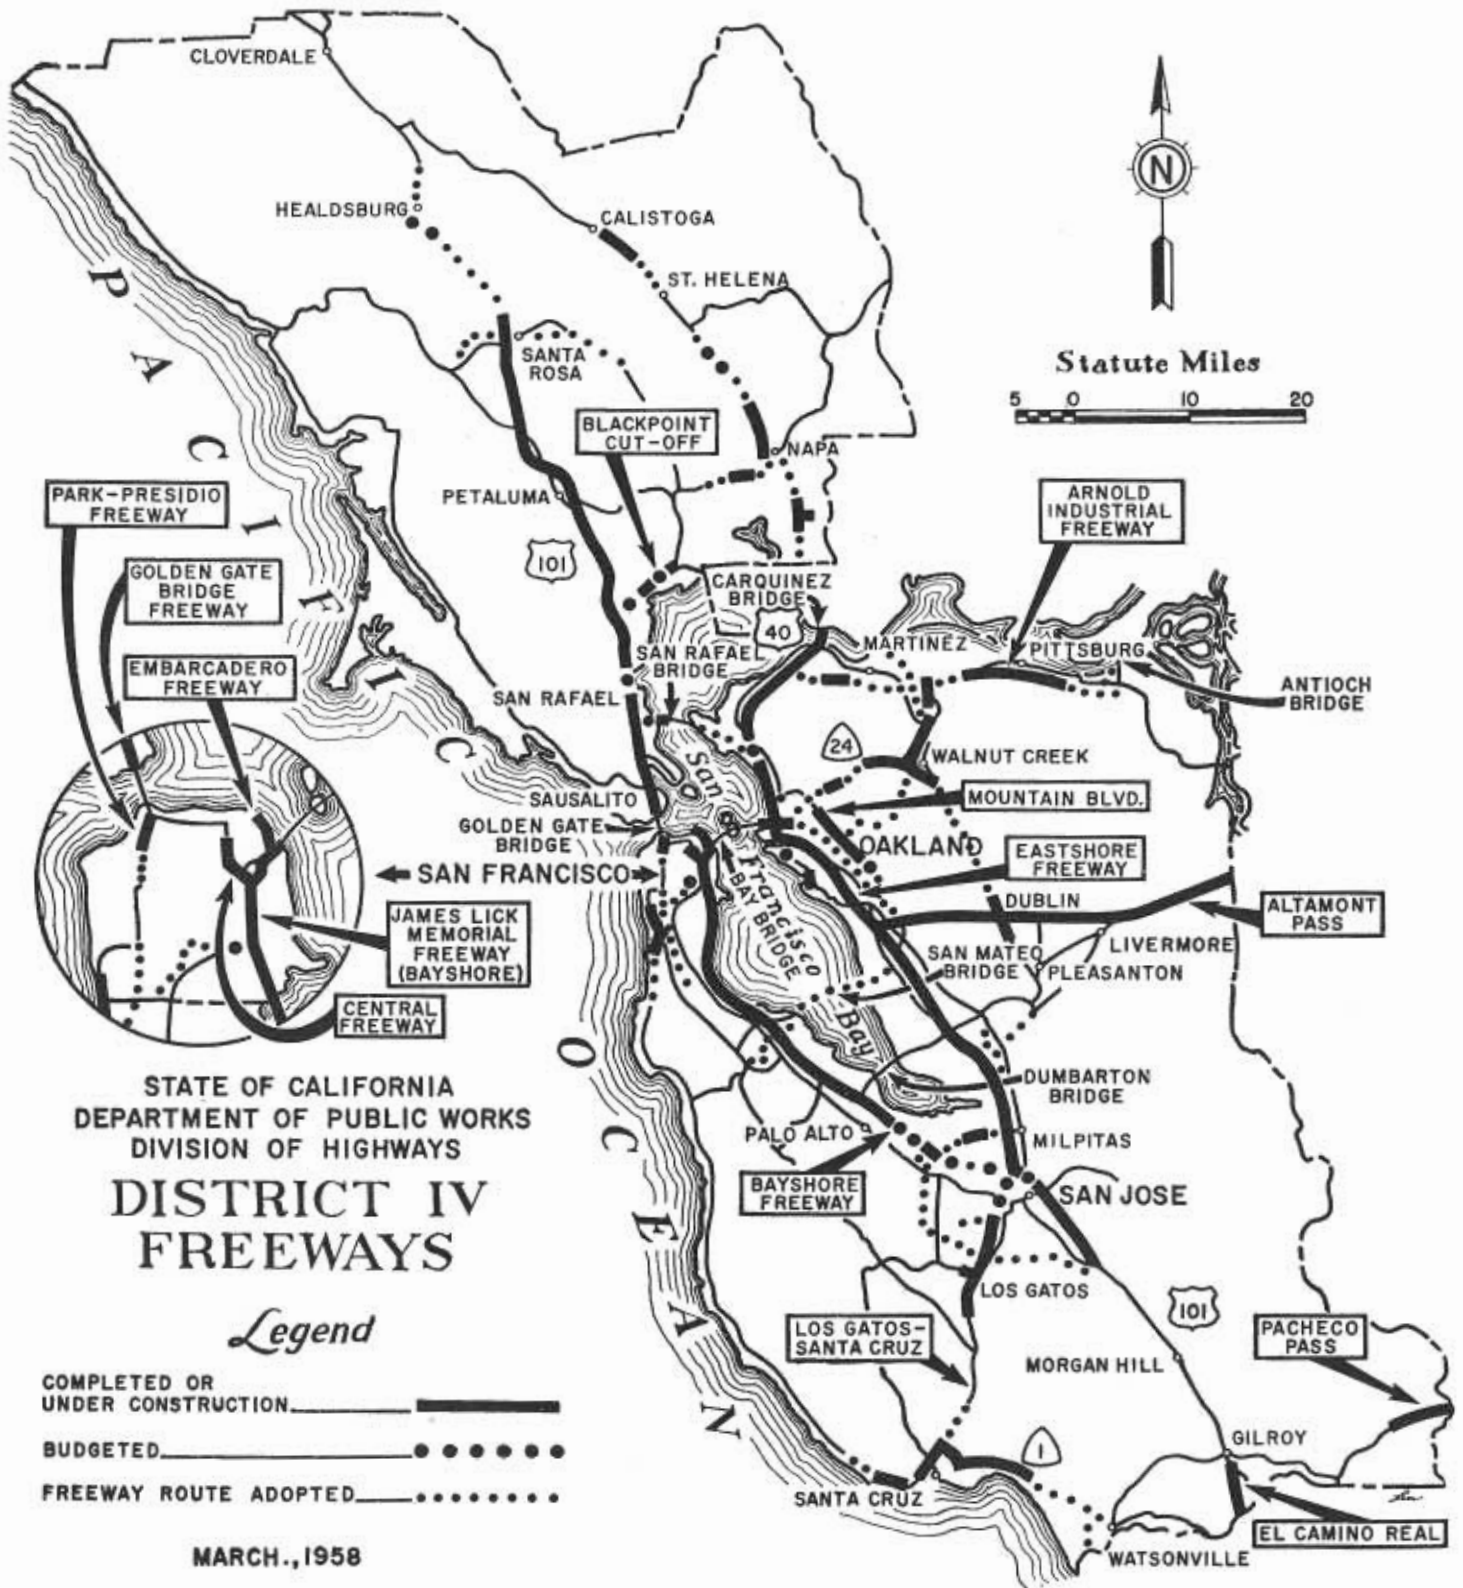 CLOVERDALE
HEALDSBURG
CALISTOGA
ST. HELENA
SANTA
ROSA
N
Statute Miles
5 0 10 20
BLACKPOINT
CUT-OFF
NAPA
PETALUMA
PARK-PRESIDIO
FREEWAY
GOLDEN GATE
BRIDGE
FREEWAY
EMBARCADERO
FREEWAY
101
ARNOLD
INDUSTRIAL
FREEWAY
CARQUINEZ
BRIDGE
40
SAN RAFAEL
BRIDGE
MARTINEZ
PITTSBURG
ANTIOCH
BRIDGE
SAN RAFAEL
24
WALNUT CREEK
MOUNTAIN BLVD.
SAUSALITO
GOLDEN GATE
BRIDGE
OAKLAND
EASTSHORE
FREEWAY
SAN FRANCISCO
BAY BRIDGE
San Francisco Bay
DUBLIN
ALTAMONT
PASS
JAMES LICK
MEMORIAL
FREEWAY
(BAYSHORE)
SAN MATEO
BRIDGE
LIVERMORE
PLEASANTON
CENTRAL
FREEWAY
PACIFIC OCEAN
DUMBARTON
BRIDGE
PALO ALTO
MILPITAS
BAYSHORE
FREEWAY
SAN JOSE
STATE OF CALIFORNIA
DEPARTMENT OF PUBLIC WORKS
DIVISION OF HIGHWAYS
DISTRICT IV
FREEWAYS
LOS GATOS
101
LOS GATOS-
SANTA CRUZ
PACHECO
PASS
MORGAN HILL
GILROY
1
SANTA CRUZ
EL CAMINO REAL
WATSONVILLE
Legend
COMPLETED OR
UNDER CONSTRUCTION
BUDGETED
FREEWAY ROUTE ADOPTED
MARCH.,1958